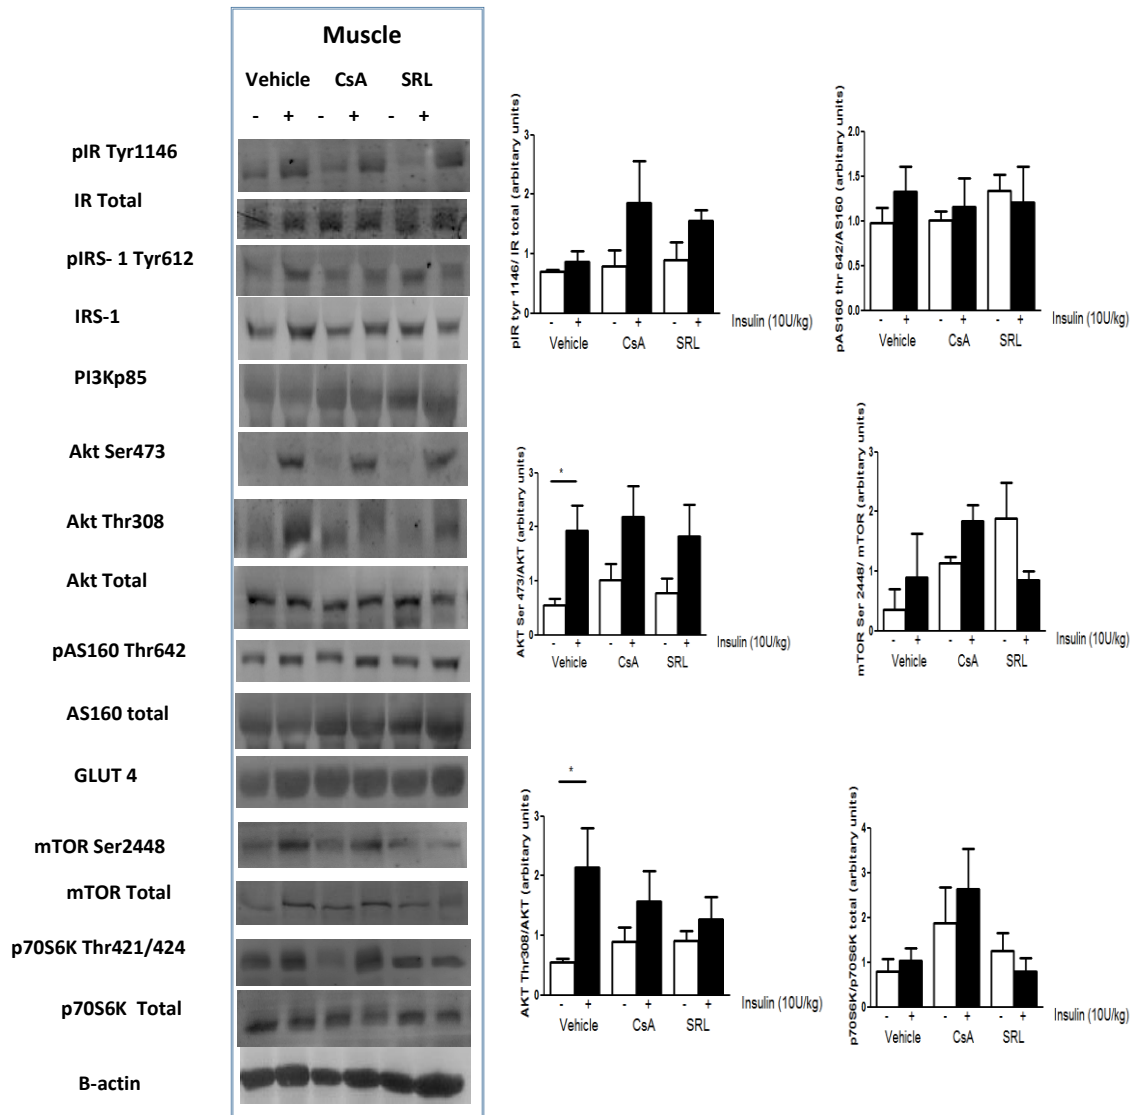 Muscle
Vehicle CsA SRL
- + - + - +
pIR Tyr1146
IR Total
pIRS- 1 Tyr612
IRS-1
PI3Kp85
Akt Ser473
Akt Thr308
Akt Total
pAS160 Thr642
AS160 total
GLUT 4
mTOR Ser2448
mTOR Total
p70S6K Thr421/424
p70S6K Total
B-actin
pIR tyr 1146/ IR total (arbitary units)
3
2
1
0
- + - + - + Insulin (10U/kg)
Vehicle CsA SRL
pAS160 thr 642/AS160 (arbitary units)
2.0
1.5
1.0
0.5
0.0
- + - + - + Insulin (10U/kg)
Vehicle CsA SRL
AKT Ser 473/AKT (arbitary units)
3
2
1
0
*
- + - + - + Insulin (10U/kg)
Vehicle CsA SRL
mTOR Ser 2448/ mTOR (arbitary units)
3
2
1
0
- + - + - + Insulin (10U/kg)
Vehicle CsA SRL
AKT Thr308/AKT (arbitary units)
3
2
1
0
*
- + - + - + Insulin (10U/kg)
Vehicle CsA SRL
p70S6K/p70S6K total (arbitary units)
4
3
2
1
0
- + - + - + Insulin (10U/kg)
Vehicle CsA SRL